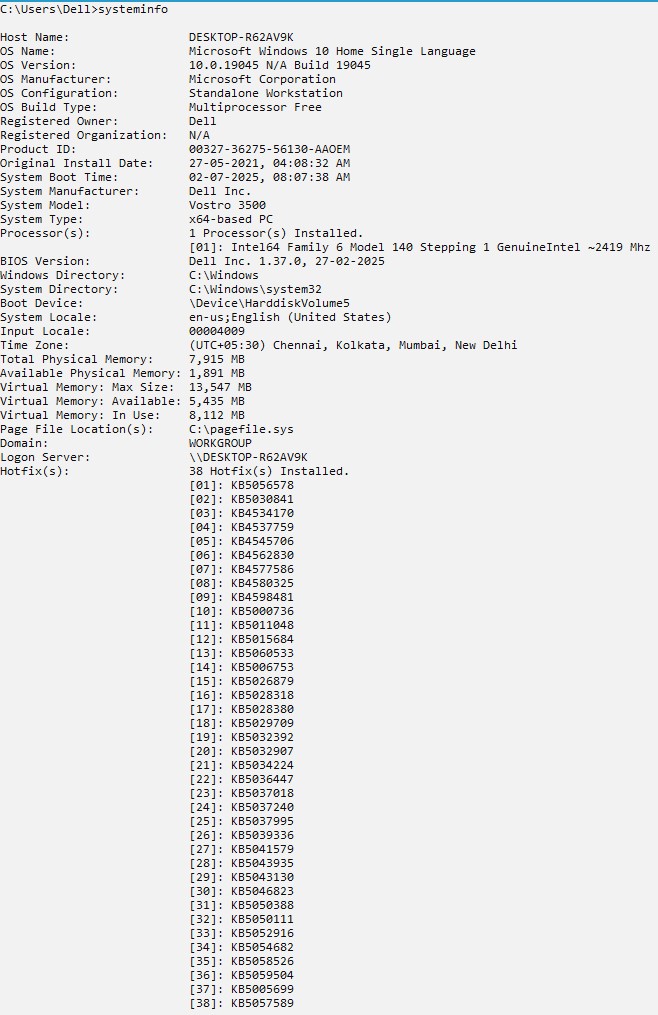 C:\Users\Dell>systeminfo
Host Name: DESKTOP-R62AV9K
OS Name: Microsoft Windows 10 Home Single Language
OS Version: 10.0.19045 N/A Build 19045
OS Manufacturer: Microsoft Corporation
OS Configuration: Standalone Workstation
OS Build Type: Multiprocessor Free
Registered Owner: Dell
Registered Organization: N/A
Product ID: 00327-36275-56130-AAOEM
Original Install Date: 27-05-2021, 04:08:32 AM
System Boot Time: 02-07-2025, 08:07:38 AM
System Manufacturer: Dell Inc.
System Model: Vostro 3500
System Type: x64-based PC
Processor(s): 1 Processor(s) Installed.
[01]: Intel64 Family 6 Model 140 Stepping 1 GenuineIntel ~2419 Mhz
BIOS Version: Dell Inc. 1.37.0, 27-02-2025
Windows Directory: C:\Windows
System Directory: C:\Windows\system32
Boot Device: \Device\HarddiskVolume5
System Locale: en-us;English (United States)
Input Locale: 00004009
Time Zone: (UTC+05:30) Chennai, Kolkata, Mumbai, New Delhi
Total Physical Memory: 7,915 MB
Available Physical Memory: 1,891 MB
Virtual Memory: Max Size: 13,547 MB
Virtual Memory: Available: 5,435 MB
Virtual Memory: In Use: 8,112 MB
Page File Location(s): C:\pagefile.sys
Domain: WORKGROUP
Logon Server: \\DESKTOP-R62AV9K
Hotfix(s): 38 Hotfix(s) Installed.
[01]: KB5056578
[02]: KB5030841
[03]: KB4534170
[04]: KB4537759
[05]: KB4545706
[06]: KB4562830
[07]: KB4577586
[08]: KB4580325
[09]: KB4598481
[10]: KB5000736
[11]: KB5011048
[12]: KB5015684
[13]: KB5060533
[14]: KB5006753
[15]: KB5026879
[16]: KB5028318
[17]: KB5028380
[18]: KB5029709
[19]: KB5032392
[20]: KB5032907
[21]: KB5034224
[22]: KB5036447
[23]: KB5037018
[24]: KB5037240
[25]: KB5037995
[26]: KB5039336
[27]: KB5041579
[28]: KB5043935
[29]: KB5043130
[30]: KB5046823
[31]: KB5050388
[32]: KB5050111
[33]: KB5052916
[34]: KB5054682
[35]: KB5058526
[36]: KB5059504
[37]: KB5005699
[38]: KB5057589